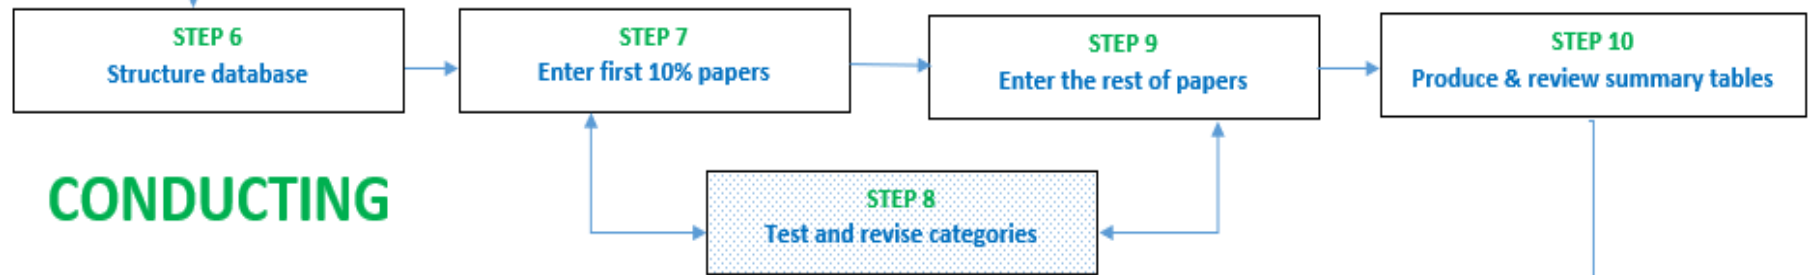 STEP 6
Structure database
STEP 7
Enter first 10% papers
STEP 9
Enter the rest of papers
STEP 10
Produce & review summary tables
CONDUCTING
STEP 8
Test and revise categories